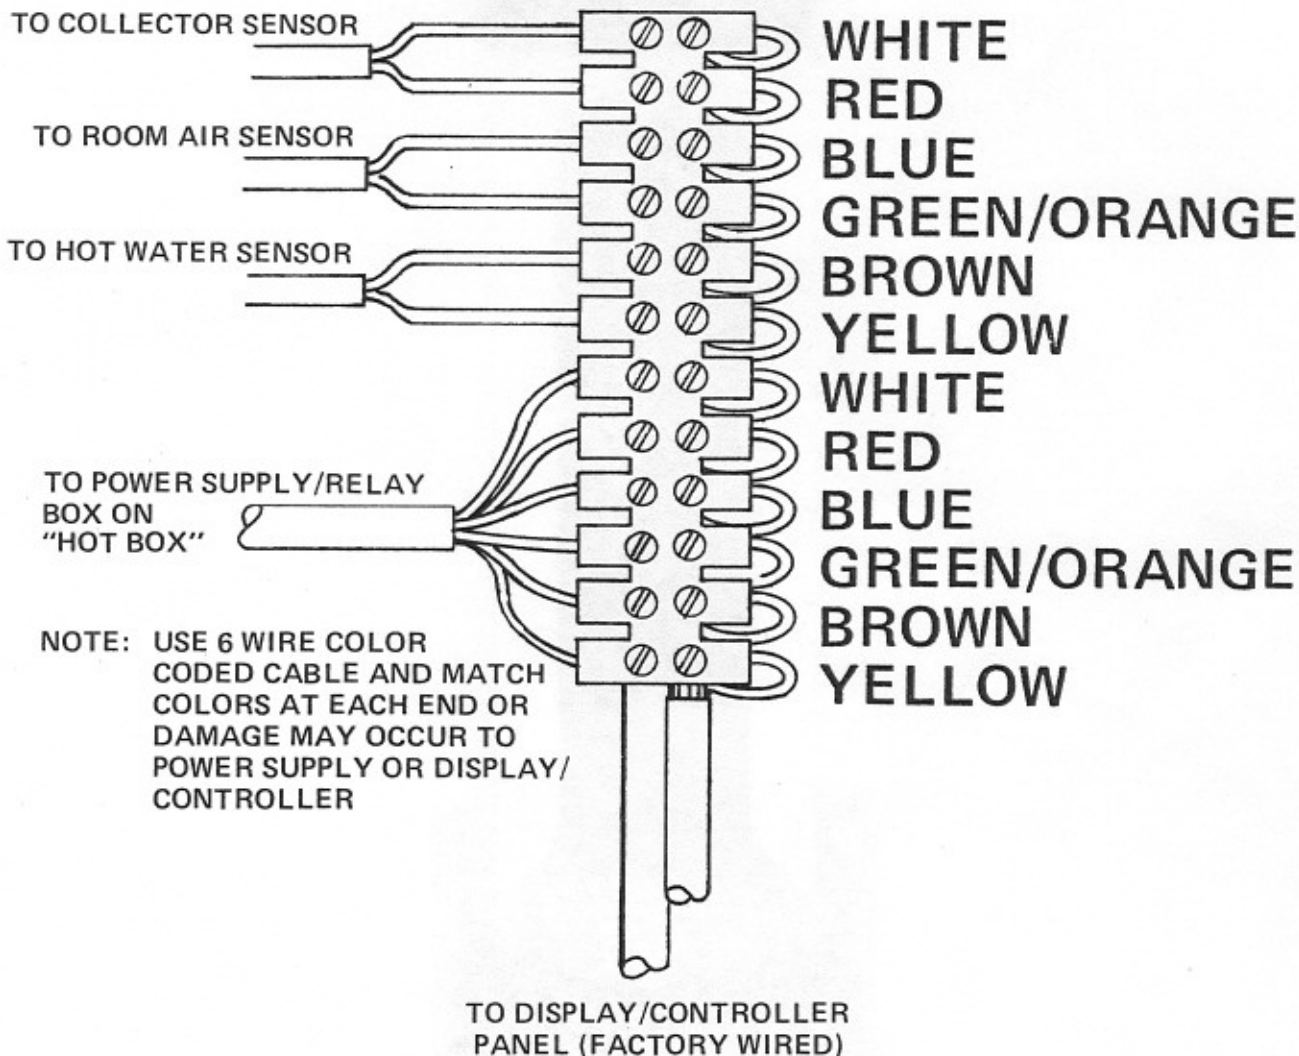 TO COLLECTOR SENSOR
WHITE
RED
TO ROOM AIR SENSOR
BLUE
GREEN/ORANGE
TO HOT WATER SENSOR
BROWN
YELLOW
WHITE
RED
TO POWER SUPPLY/RELAY
BOX ON
"HOT BOX"
BLUE
GREEN/ORANGE
BROWN
YELLOW
NOTE: USE 6 WIRE COLOR
CODED CABLE AND MATCH
COLORS AT EACH END OR
DAMAGE MAY OCCUR TO
POWER SUPPLY OR DISPLAY/
CONTROLLER
TO DISPLAY/CONTROLLER
PANEL (FACTORY WIRED)